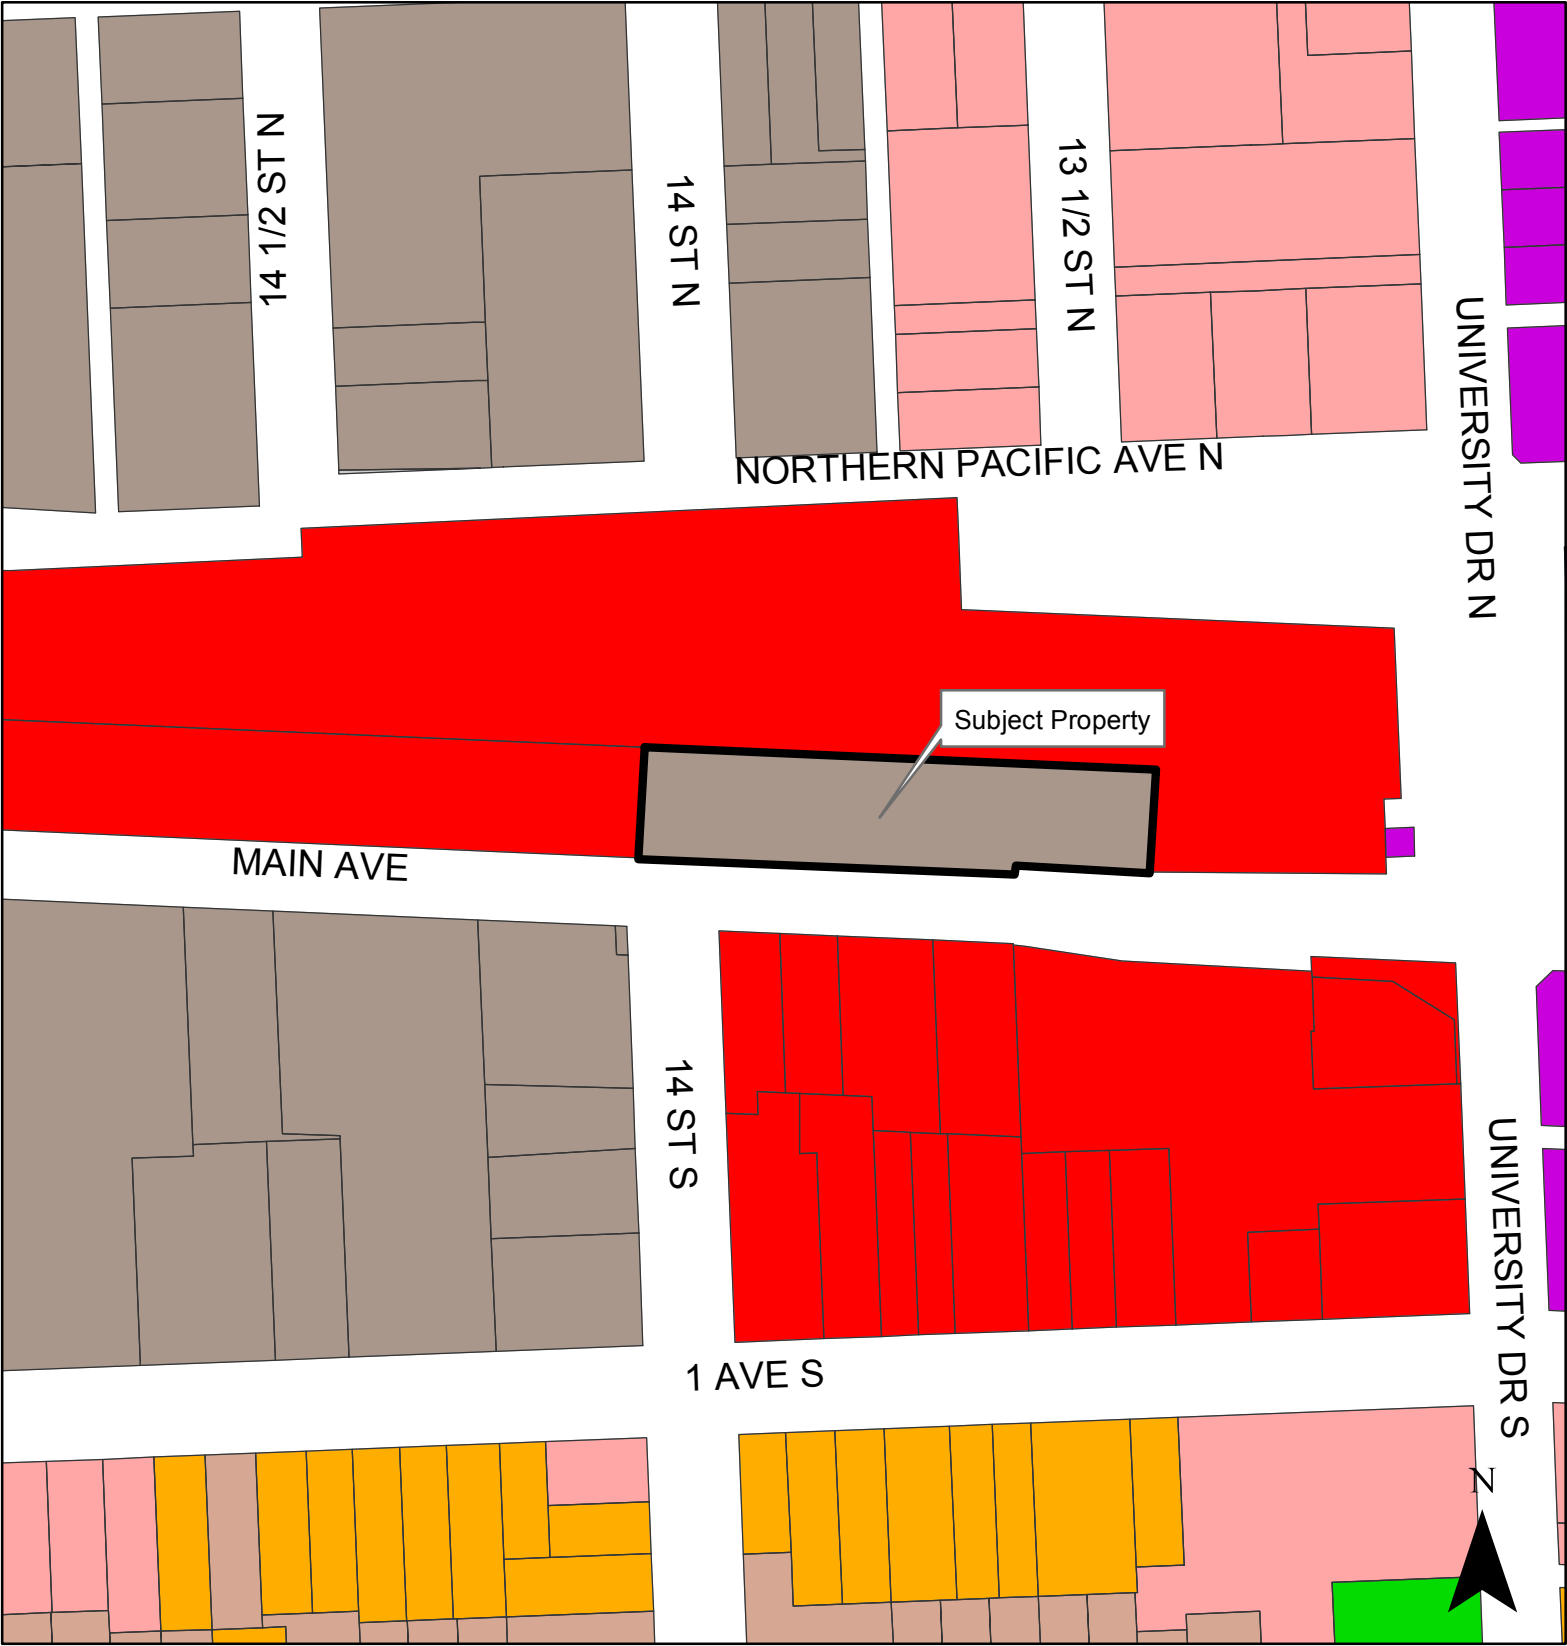 14 1/2 ST N
14 ST N
13 1/2 ST N
UNIVERSITY DR N
NORTHERN PACIFIC AVE N
Subject Property
MAIN AVE
14 ST S
UNIVERSITY DR S
1 AVE S
N